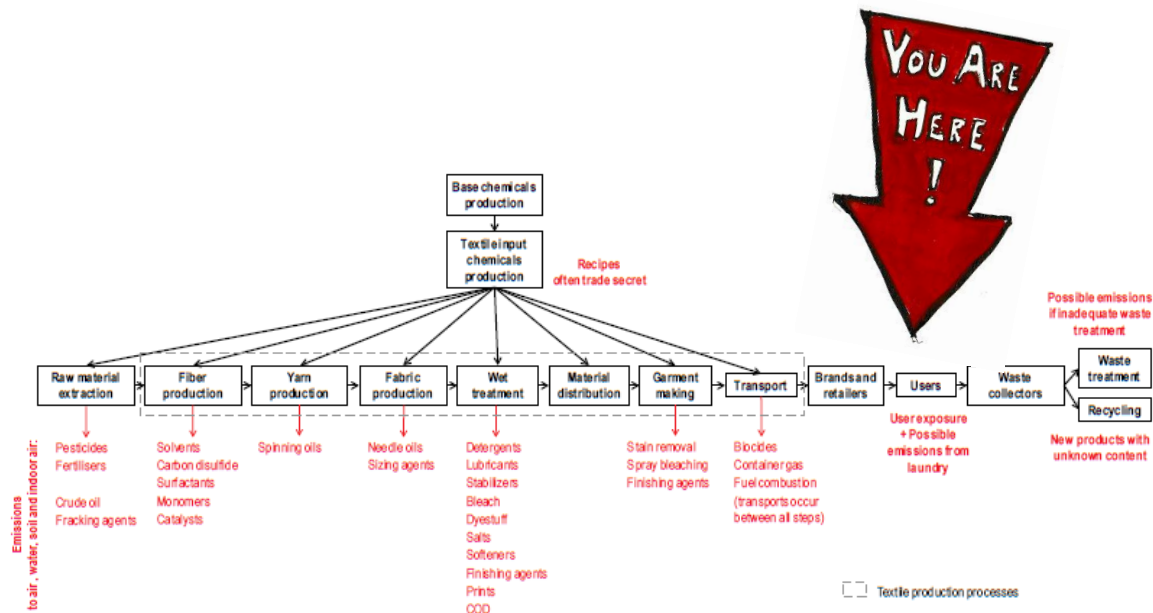 YOU ARE
HERE
!
Base chemicals
production
Textile input
chemicals
production
Recipes
often trade secret
Possible emissions
if inadequate waste
treatment
Raw material
extraction
Fiber
production
Yarn
production
Fabric
production
Wet
treatment
Material
distribution
Garment
making
Transport
Brands and
retailers
Users
Waste
collectors
Waste
treatment
Recycling
Emissions
to air , water, soil and indoor air:
Pesticides
Fertilisers
Crude oil
Fracking agents
Solvents
Carbon disulfide
Surfactants
Monomers
Catalysts
Spinning oils
Needle oils
Sizing agents
Detergents
Lubricants
Stabilizers
Bleach
Dyestuff
Salts
Softeners
Finishing agents
Prints
COD
Stain removal
Spray bleaching
Finishing agents
Biocides
Container gas
Fuel combustion
(transports occur
between all steps)
User exposure
+ Possible
emissions from
laundry
New products with
unknown content
Textile production processes